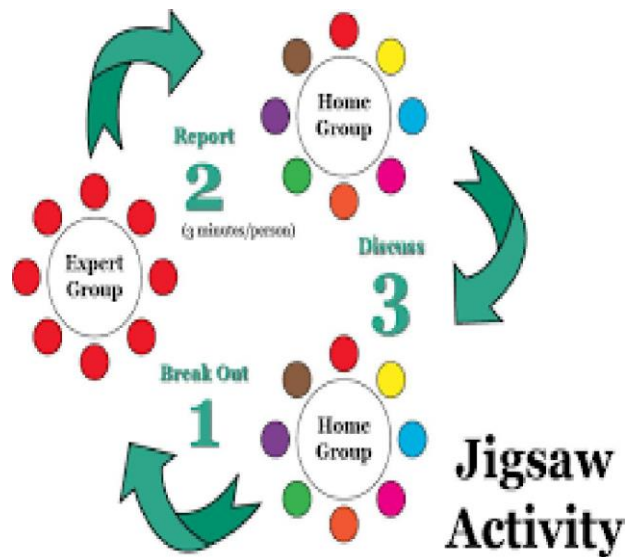 Home
Group
Report
2
(3 minutes/person)
Expert
Group
Discuss
3
Break Out
1
Home
Group
Jigsaw
Activity